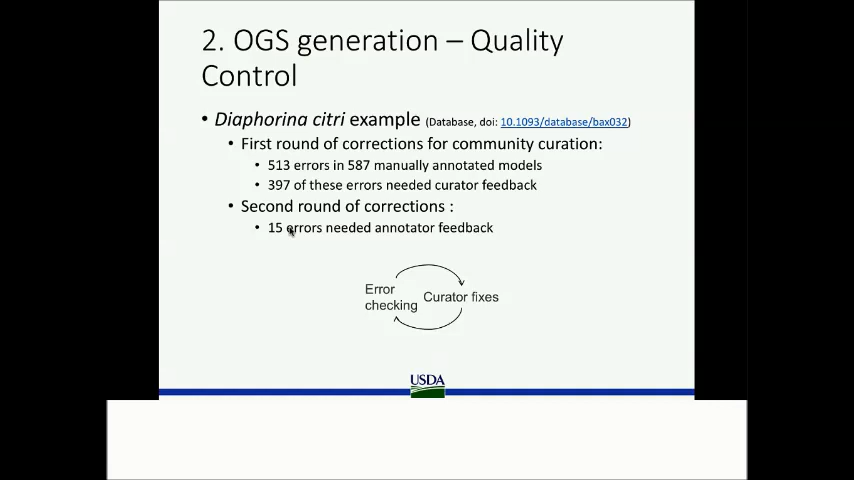 2. OGS generation – Quality
Control
• Diaphorina citri example (Database, doi: 10.1093/database/bax032)
• First round of corrections for community curation:
• 513 errors in 587 manually annotated models
• 397 of these errors needed curator feedback
• Second round of corrections :
• 15 errors needed annotator feedback
Error
checking
Curator fixes
USDA